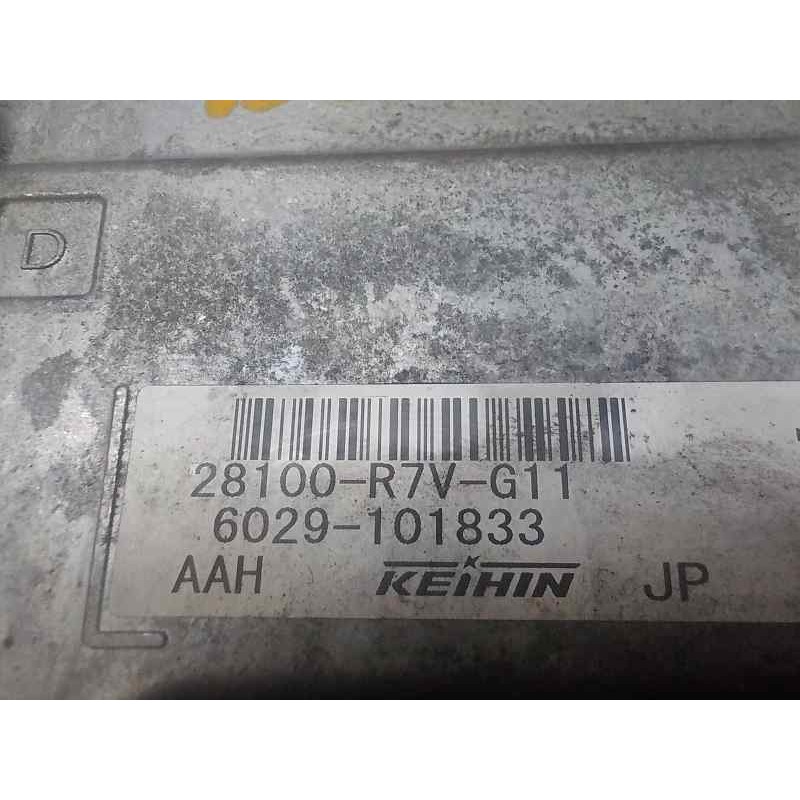 D
28100-R7V-G11
6029-101833
AAH KEIHIN JP